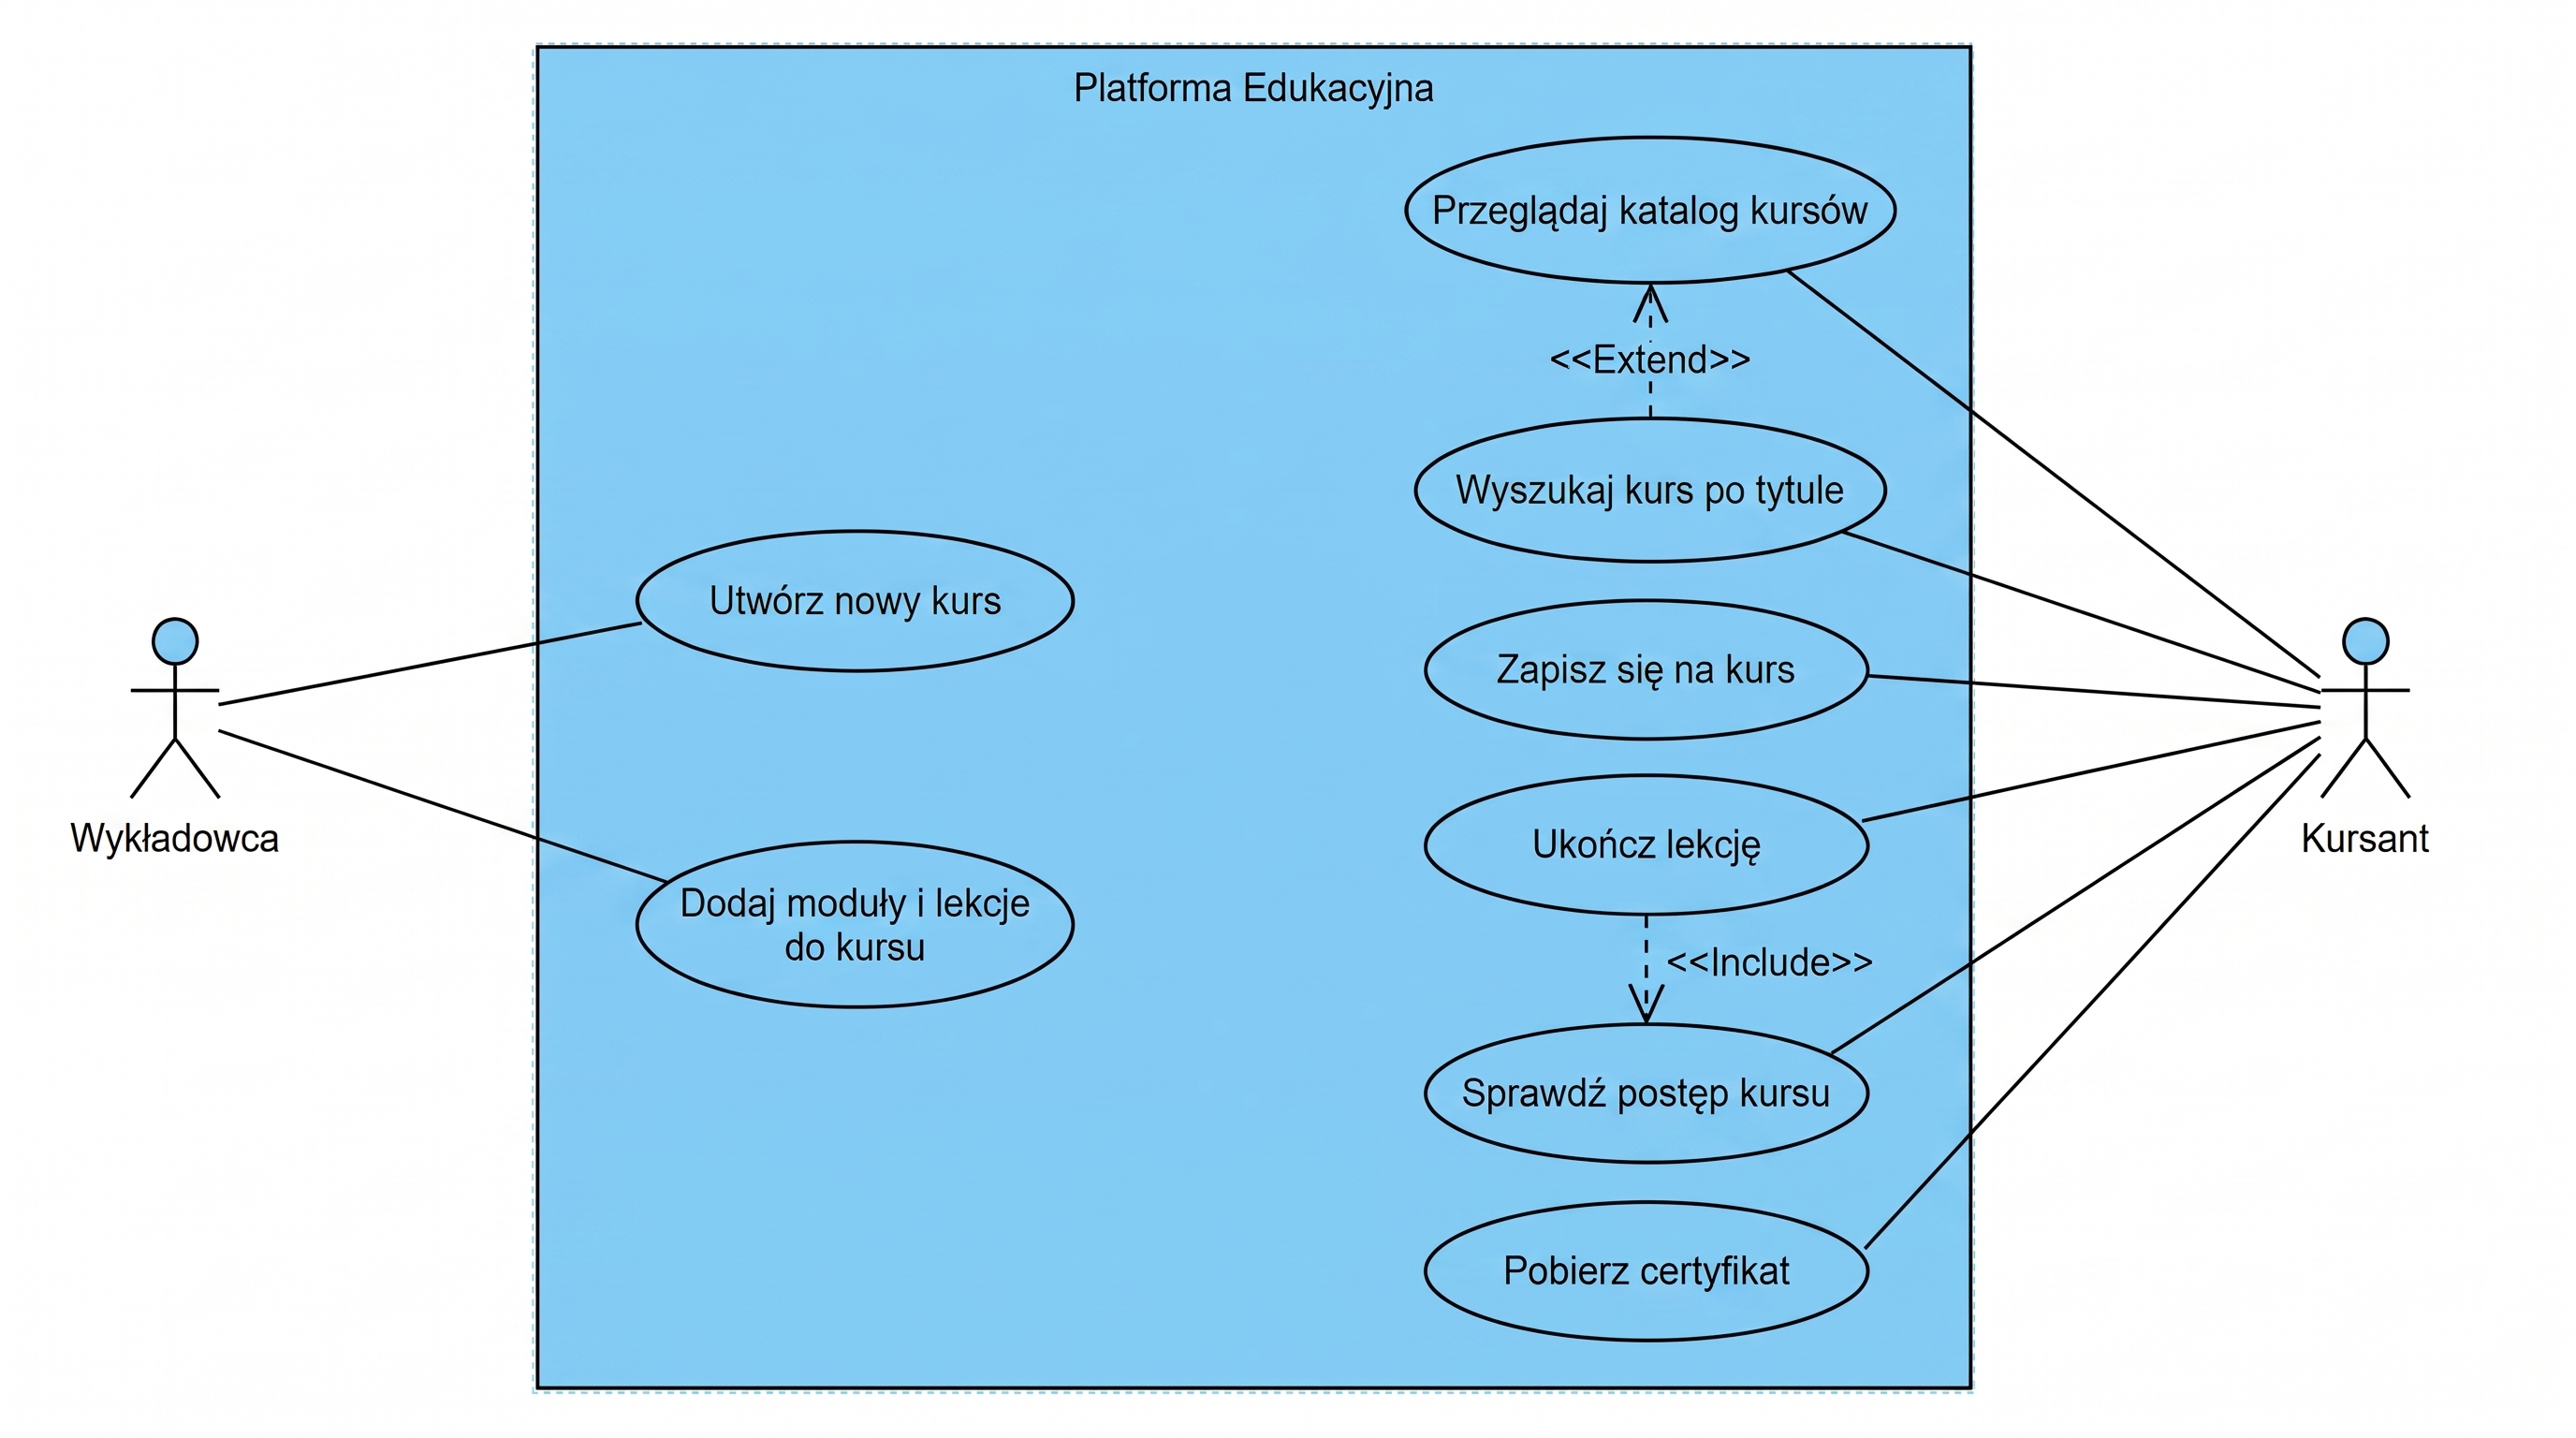 Platforma Edukacyjna
Przeglądaj katalog kursów
<<Extend>>
Wyszukaj kurs po tytule
Utwórz nowy kurs
Zapisz się na kurs
Wykładowca
Ukończ lekcję
Kursant
Dodaj moduły i lekcje
do kursu
<<Include>>
Sprawdź postęp kursu
Pobierz certyfikat